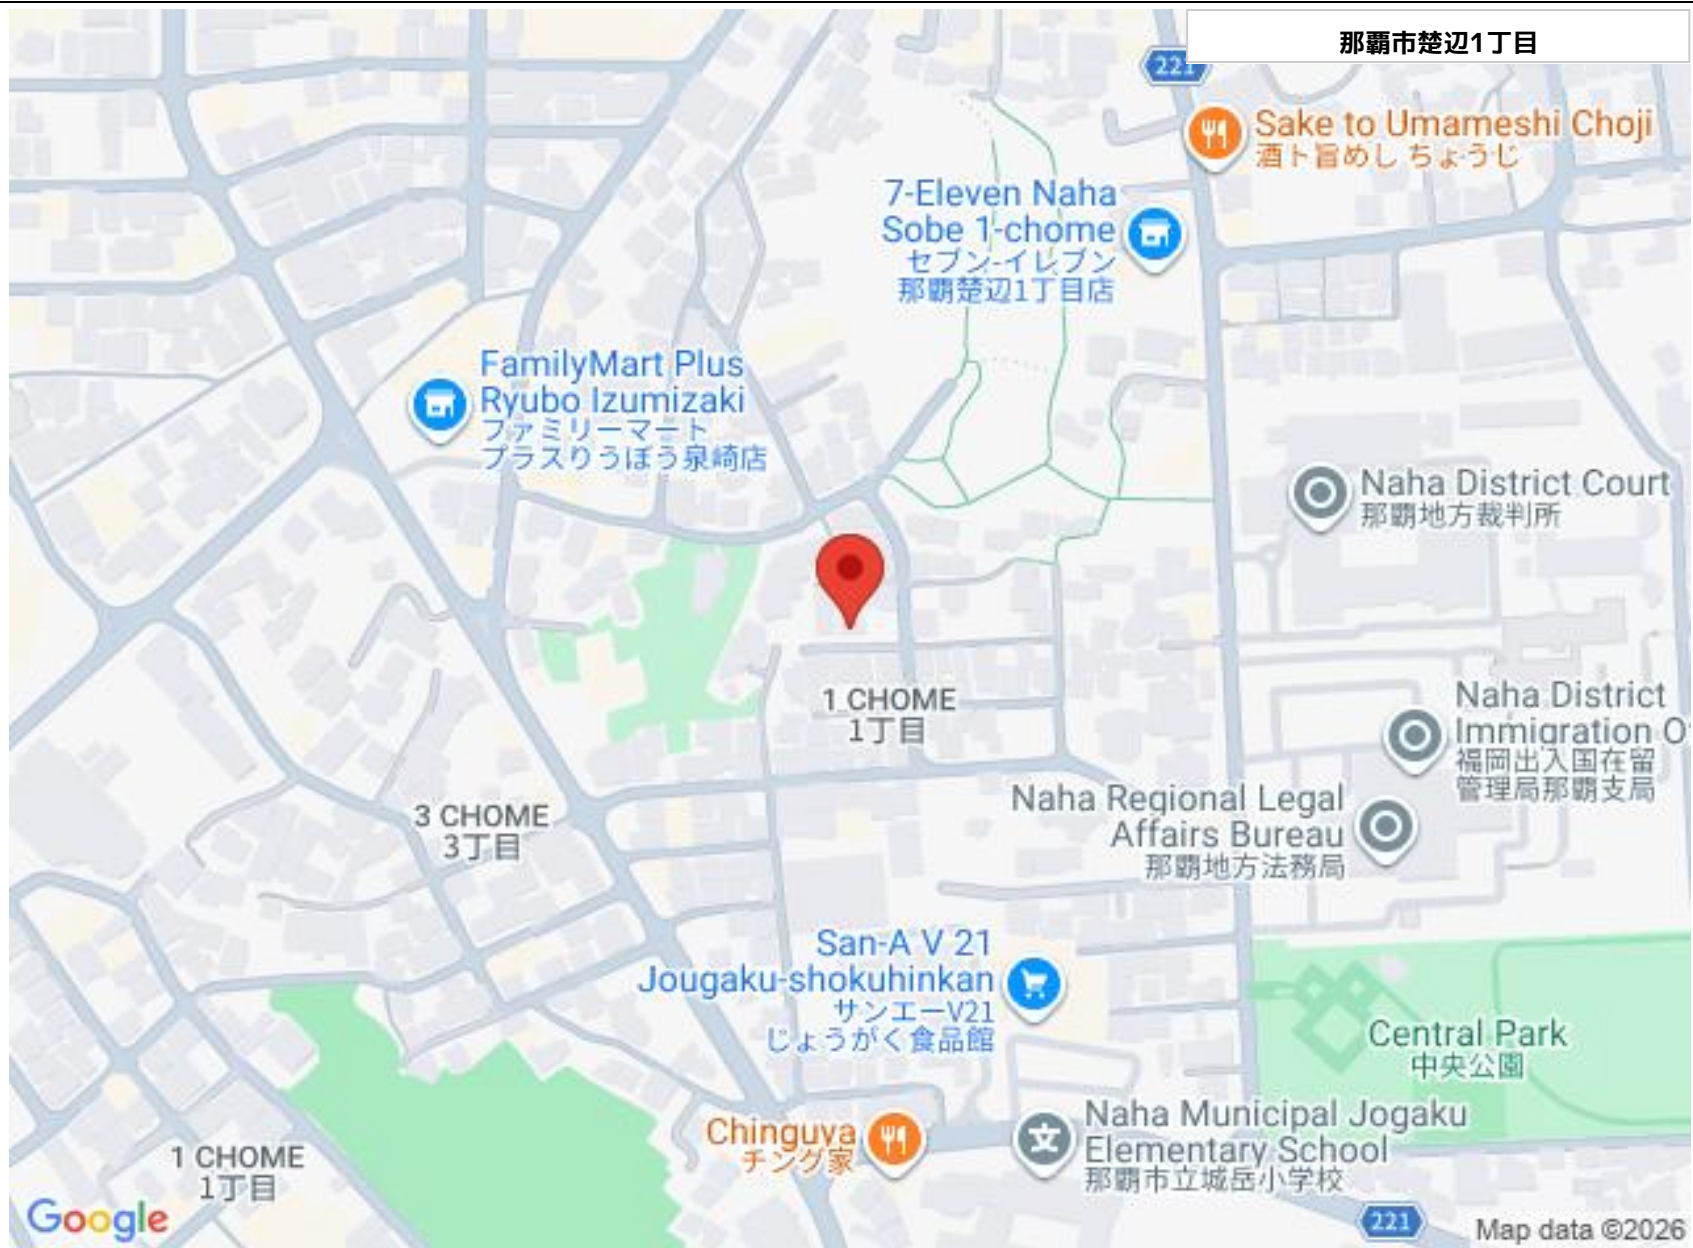 那覇市楚辺1丁目
221
Sake to Umameshi Choji
酒ト旨めし ちょうじ
7-Eleven Naha
Sobe 1-chome
セブン-イレブン
那覇楚辺1丁目店
FamilyMart Plus
Ryubo Izumizaki
ファミリーマート
プラスりうぼう泉崎店
Naha District Court
那覇地方裁判所
1 CHOME
1丁目
Naha District
Immigration O
福岡出入国在留
管理局那覇支局
3 CHOME
3丁目
Naha Regional Legal
Affairs Bureau
那覇地方法務局
San-A V 21
Jougaku-shokuhinkan
サンエーV21
じょうがく食品館
Central Park
中央公園
Chinguya
チング家
文
Naha Municipal Jogaku
Elementary School
那覇市立城岳小学校
1 CHOME
1丁目
Google
221
Map data ©2026